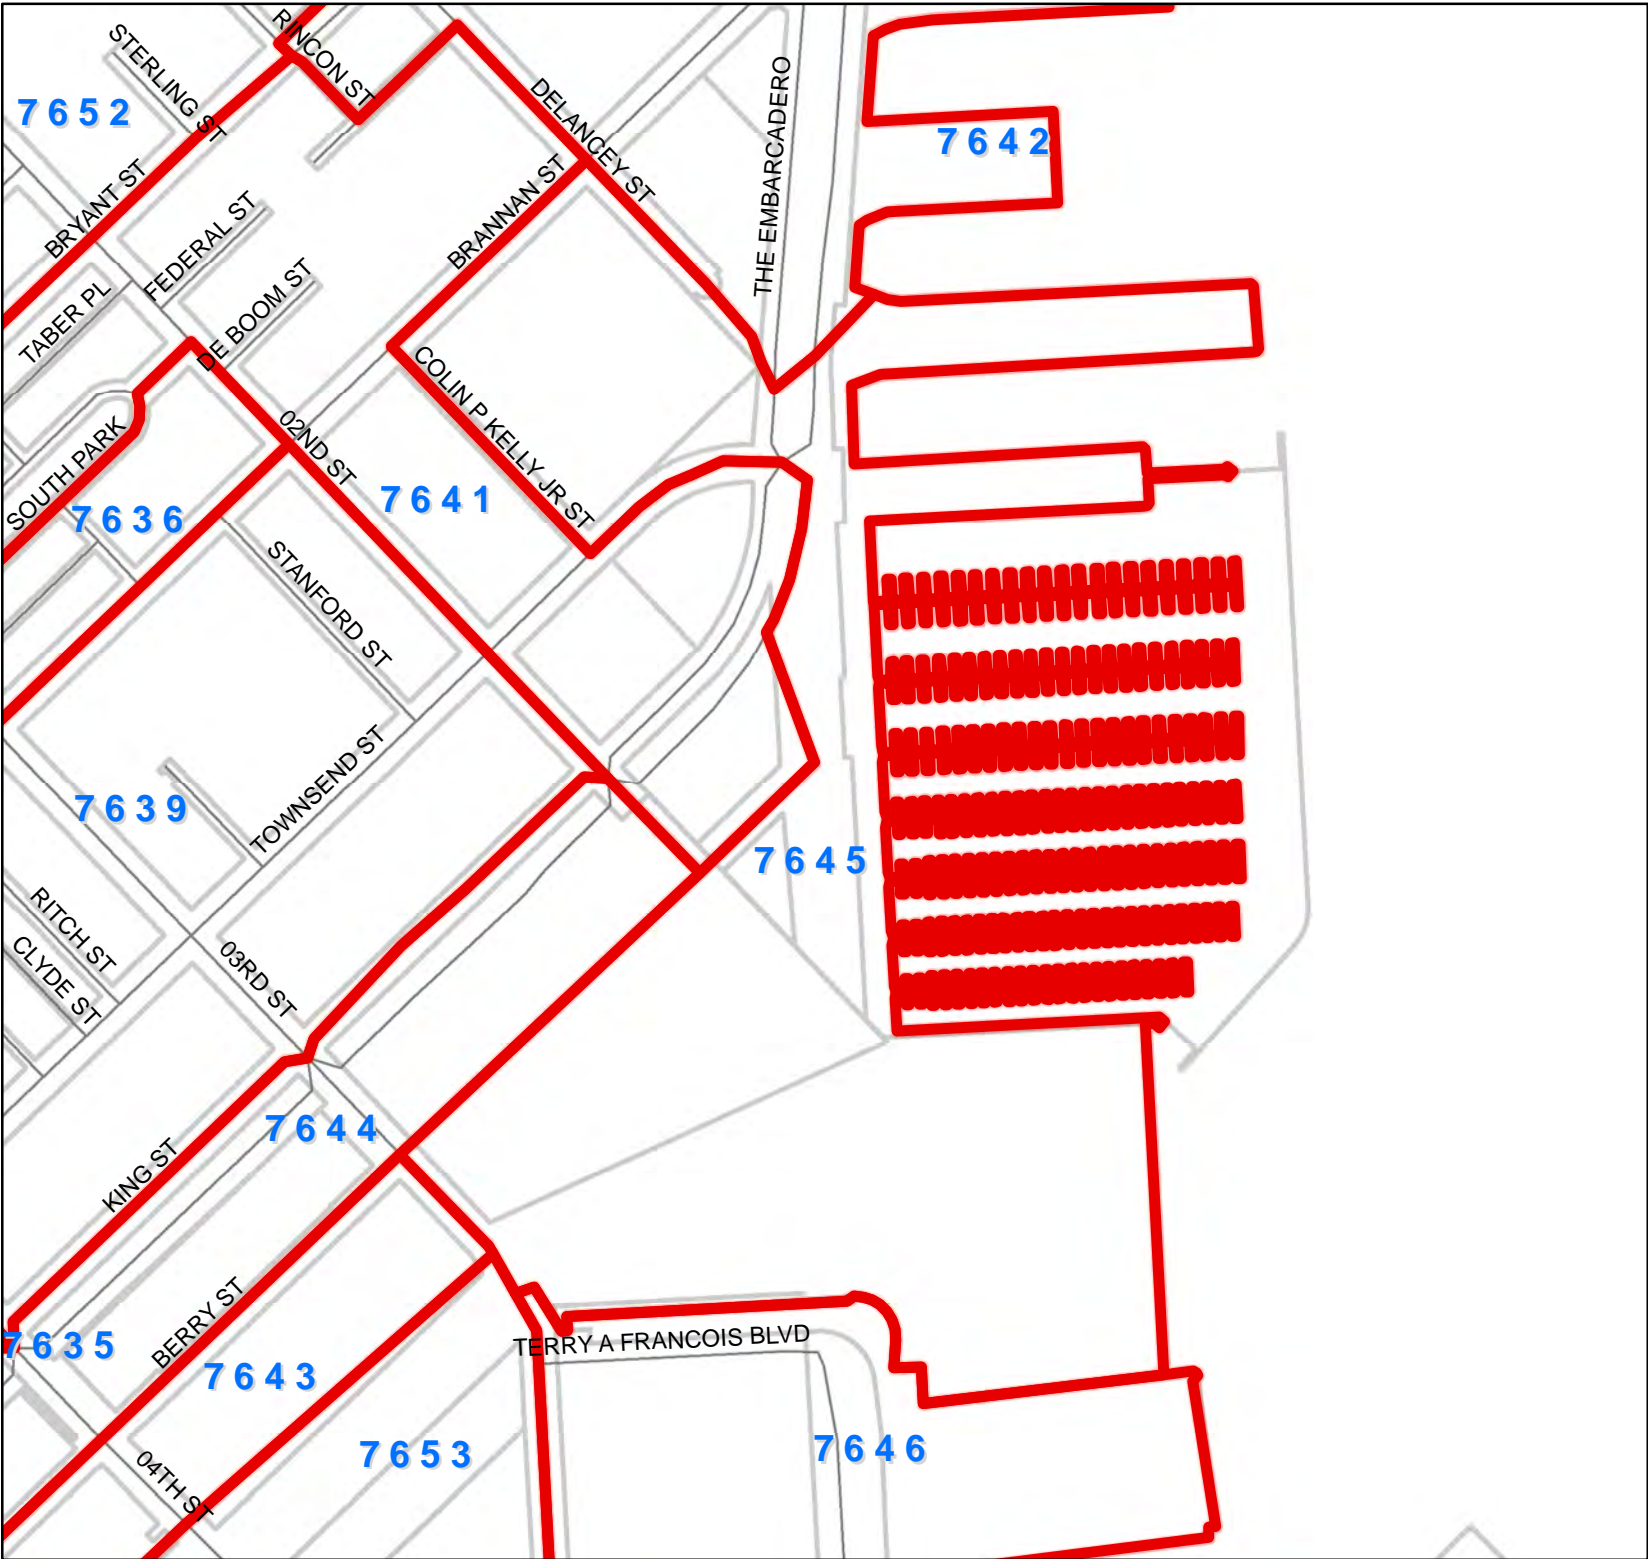 RINCON ST
STERLING ST
7652
DELANCEY ST
THE EMBARCADERO
7642
BRYANT ST
FEDERAL ST
BRANNAN ST
TABER PL
DE BOOM ST
COLIN P KELLY JR ST
02ND ST
SOUTH PARK
7636
7641
STANFORD ST
7639
TOWNSEND ST
7645
RITCH ST
CLYDE ST
03RD ST
7644
KING ST
7635
BERRY ST
7643
TERRY A FRANCOIS BLVD
7653
7646
04TH ST